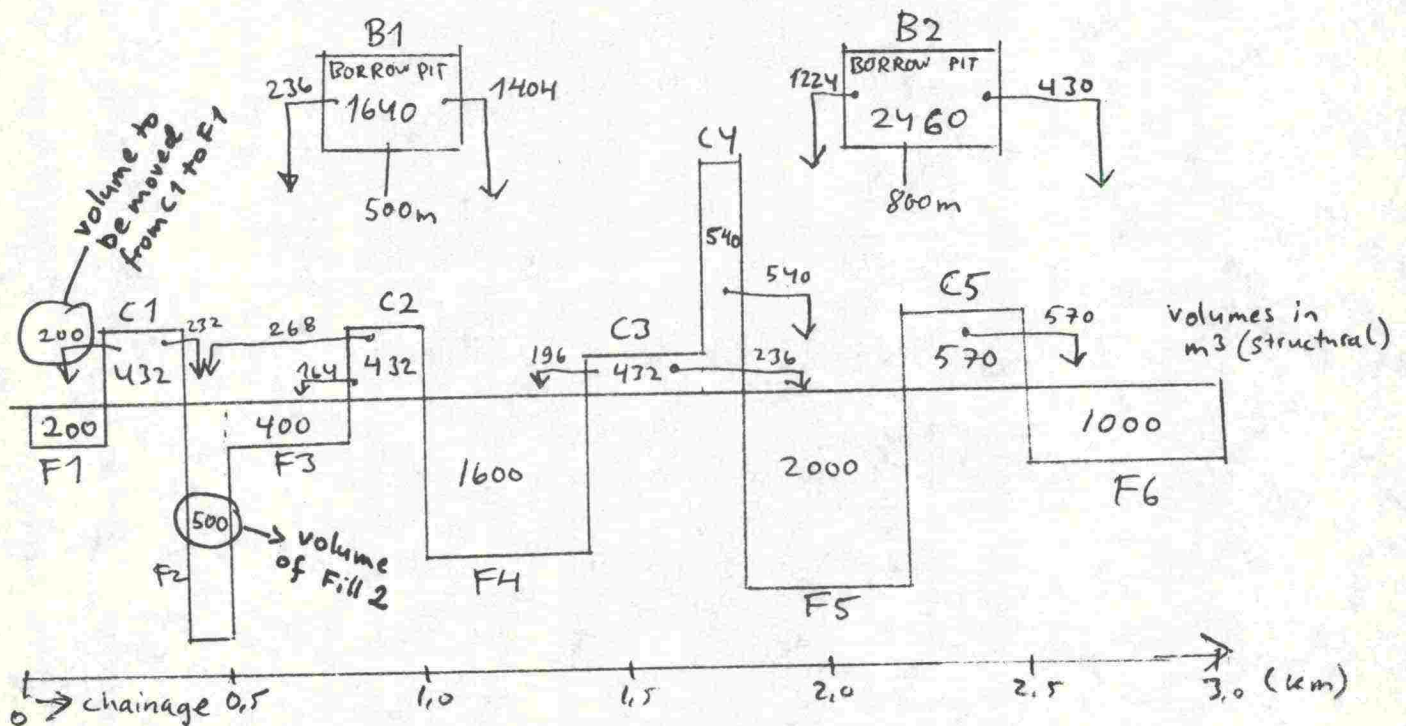 B1
BORROW PIT
236
1640
1404
500m
B2
BORROW PIT
1224
2460
430
800m
volume to
be moved
from C1 to F1
C4
540
540
200
C1
232
432
268
C2
164
432
196
C3
432
236
C5
570
570
volumes in
m³ (structural)
200
F1
400
F3
500
F2
volume
of Fill 2
1600
F4
2000
F5
1000
F6
0
chainage
0,5
1,0
1,5
2,0
2,5
3,0 (km)